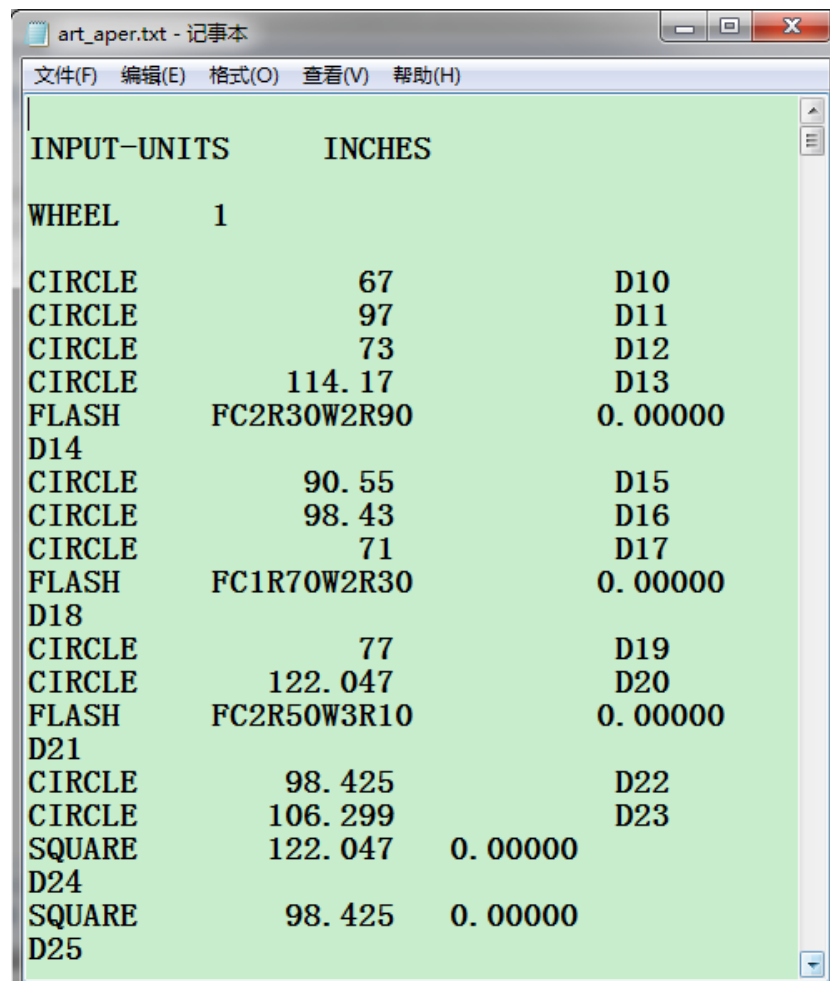 art_aper.txt - 记事本
文件(F) 编辑(E) 格式(O) 查看(V) 帮助(H)
INPUT-UNITS INCHES
WHEEL 1
CIRCLE 67 D10
CIRCLE 97 D11
CIRCLE 73 D12
CIRCLE 114.17 D13
FLASH FC2R30W2R90 0.00000
D14
CIRCLE 90.55 D15
CIRCLE 98.43 D16
CIRCLE 71 D17
FLASH FC1R70W2R30 0.00000
D18
CIRCLE 77 D19
CIRCLE 122.047 D20
FLASH FC2R50W3R10 0.00000
D21
CIRCLE 98.425 D22
CIRCLE 106.299 D23
SQUARE 122.047 0.00000
D24
SQUARE 98.425 0.00000
D25